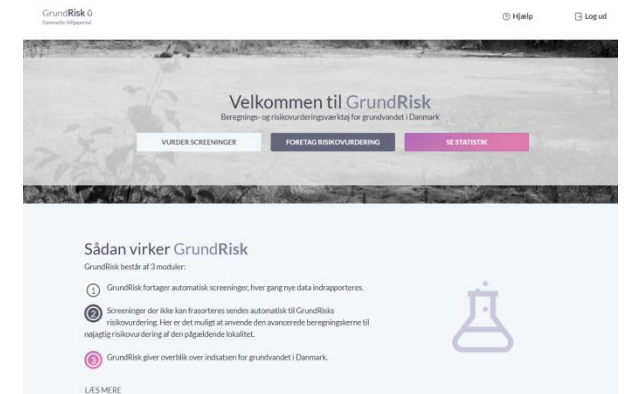 GrundRisk
Danmarks Miljøportal
Hjælp
Log ud
Velkommen til GrundRisk
Beregnings- og risikovurderingsværktøj for grundvandet i Danmark
VURDER SCREENINGER
FORETAG RISIKOVURDERING
SE STATISTIK
Sådan virker GrundRisk
GrundRisk består af 3 moduler:
1 GrundRisk fortager automatisk screeninger, hver gang nye data indrapporteres.
2 Screeninger der ikke kan frasorteres sendes automatisk til GrundRisks
risikovurdering. Her er det muligt at anvende den avancerede beregningskerne til
nøjagtig risikovurdering af den pågældende lokalitet.
3 GrundRisk giver overblik over indsatsen for grundvandet i Danmark.
LÆS MERE